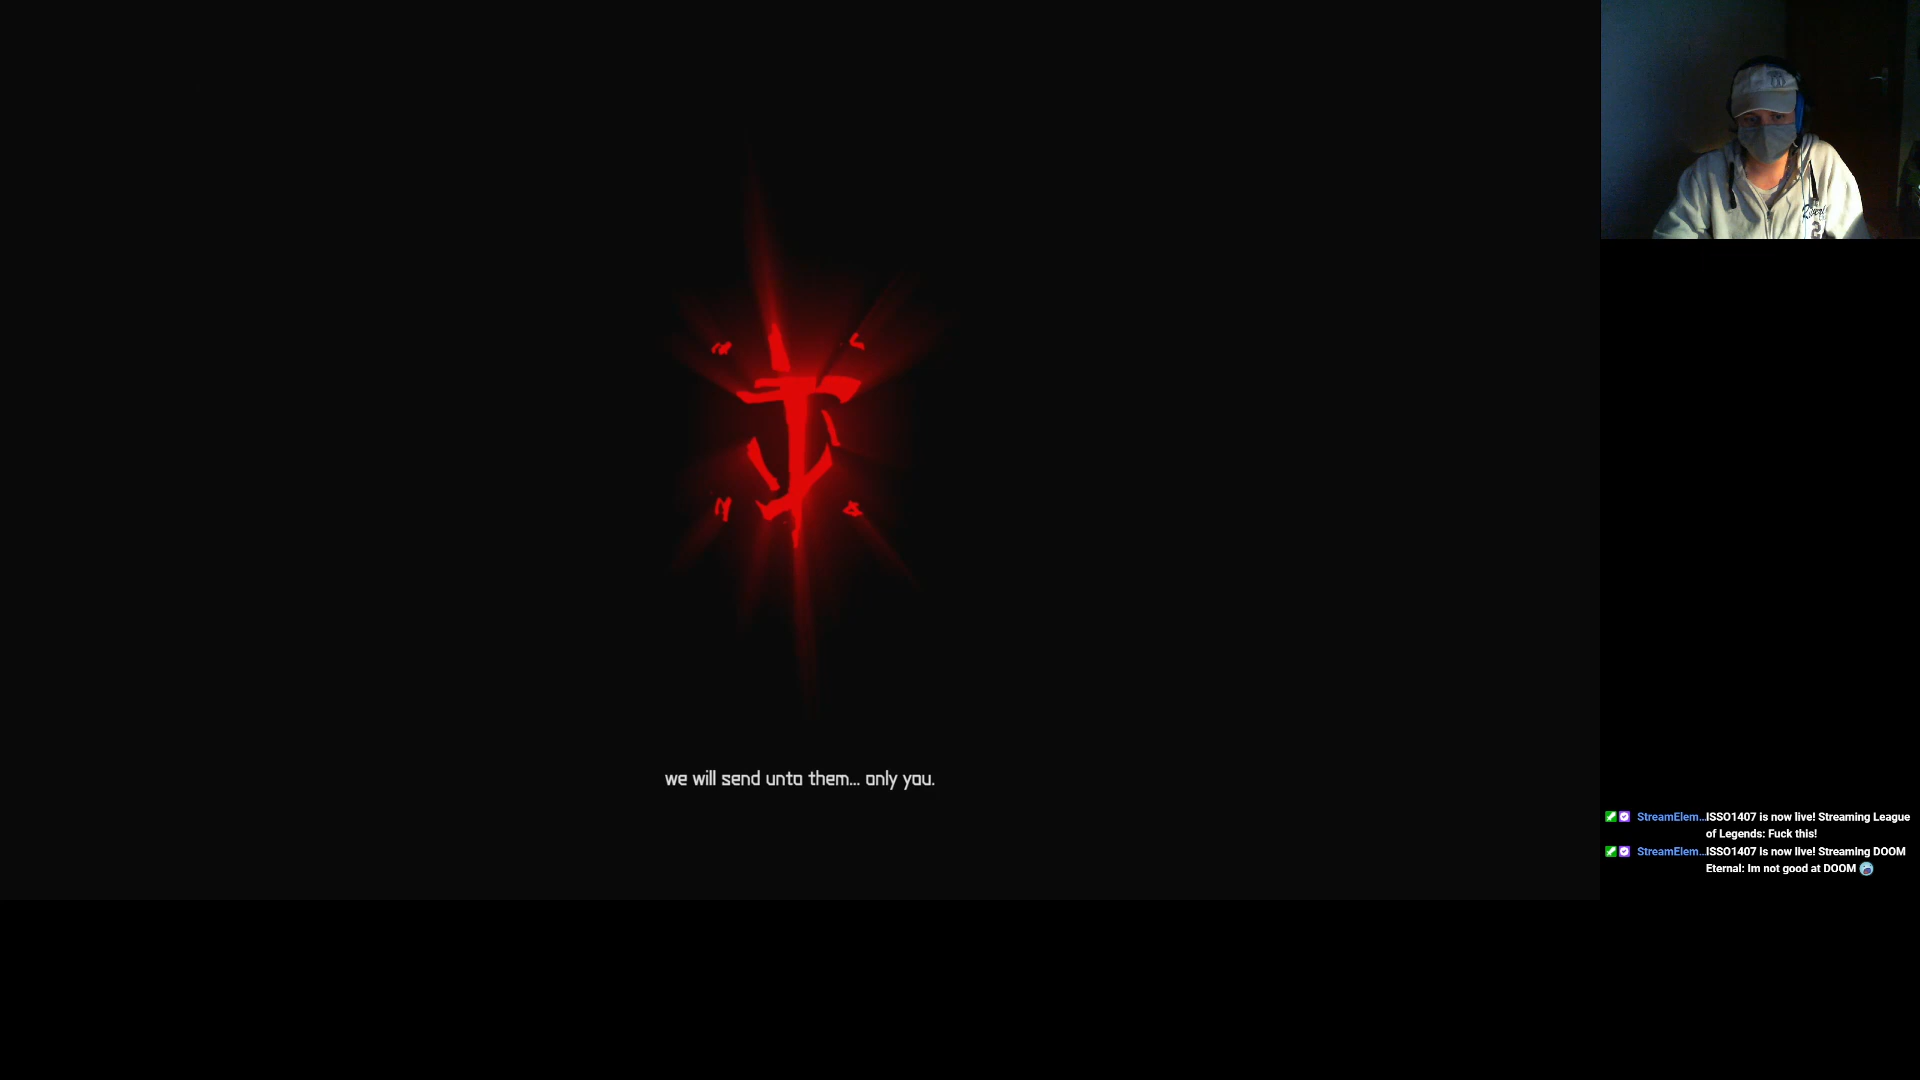 we will send unto them... only you.
StreamElem...ISSO1407 is now live! Streaming League
of Legends: Fuck this!
StreamElem...ISSO1407 is now live! Streaming DOOM
Eternal: Im not good at DOOM